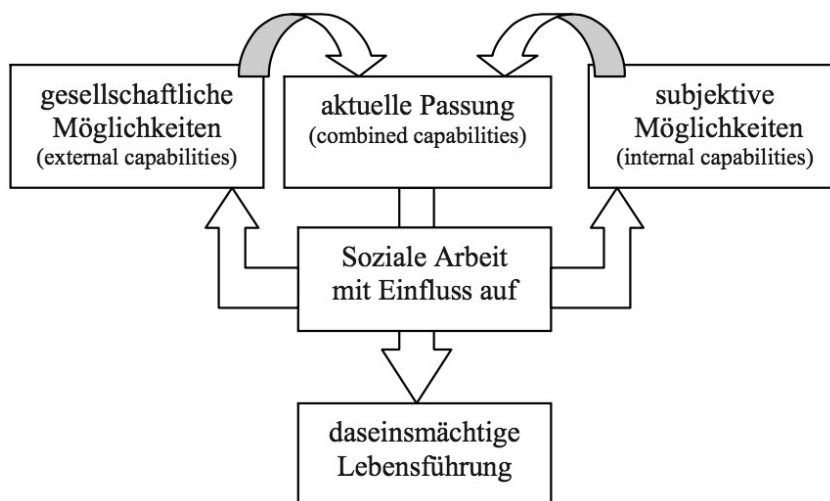 gesellschaftliche
Möglichkeiten
(external capabilities)
aktuelle Passung
(combined capabilities)
subjektive
Möglichkeiten
(internal capabilities)
Soziale Arbeit
mit Einfluss auf
daseinsmächtige
Lebensführung